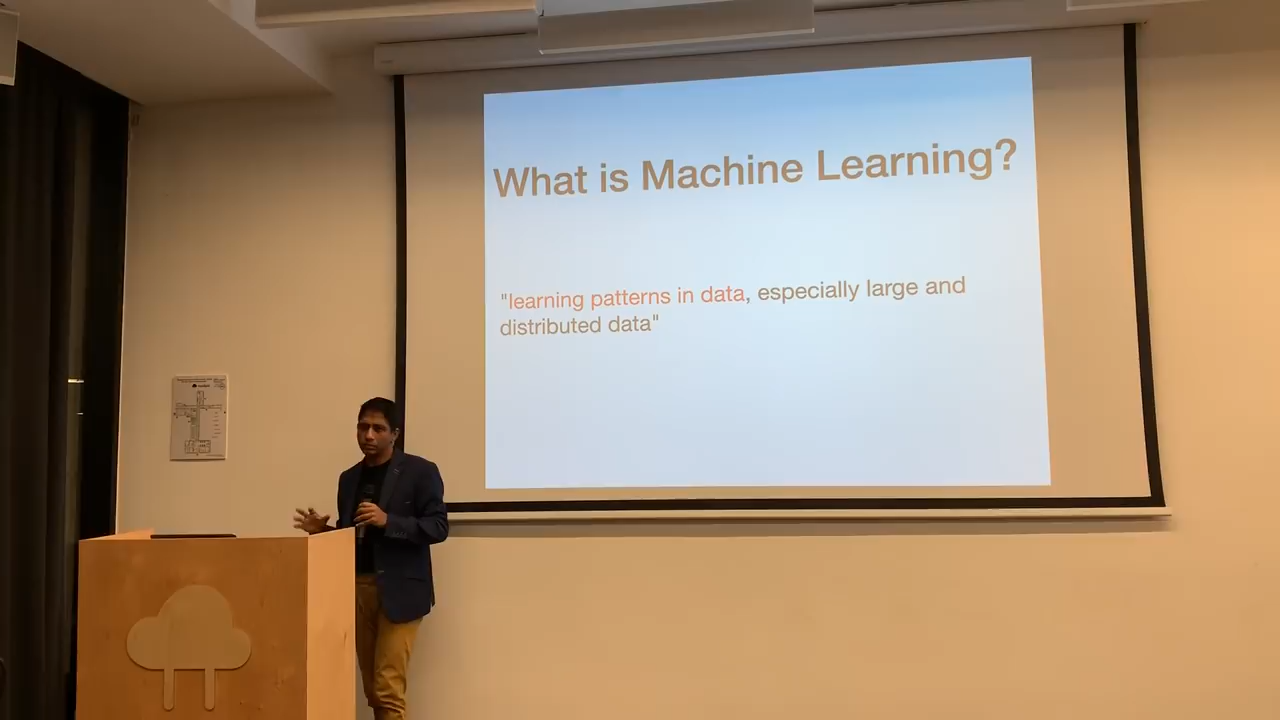 What is Machine Learning?
"learning patterns in data, especially large and
distributed data"